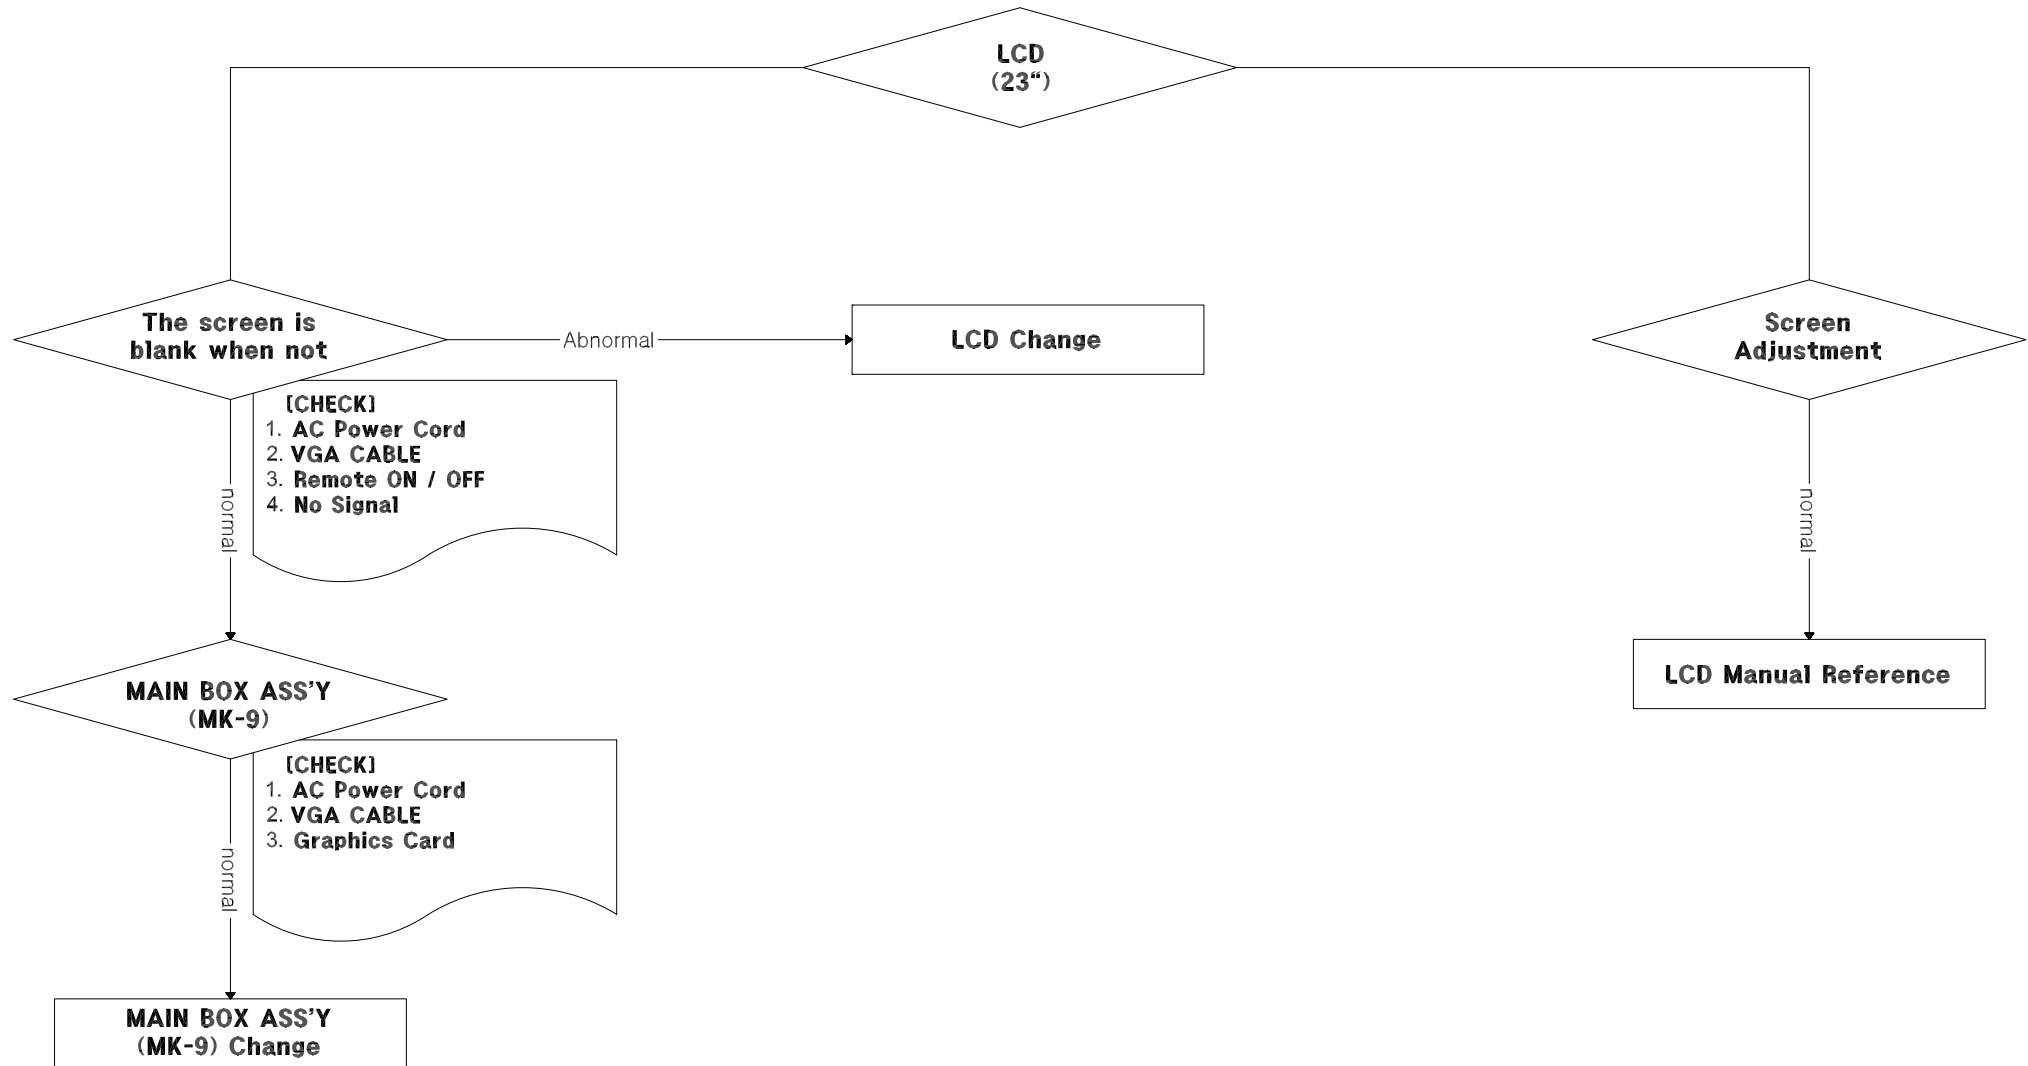 LCD
(23“)
The screen is
blank when not
Abnormal
LCD Change
Screen
Adjustment
[CHECK]
1. AC Power Cord
2. VGA CABLE
3. Remote ON / OFF
4. No Signal
normal
normal
MAIN BOX ASS'Y
(MK-9)
LCD Manual Reference
[CHECK]
1. AC Power Cord
2. VGA CABLE
3. Graphics Card
normal
MAIN BOX ASS'Y
(MK-9) Change